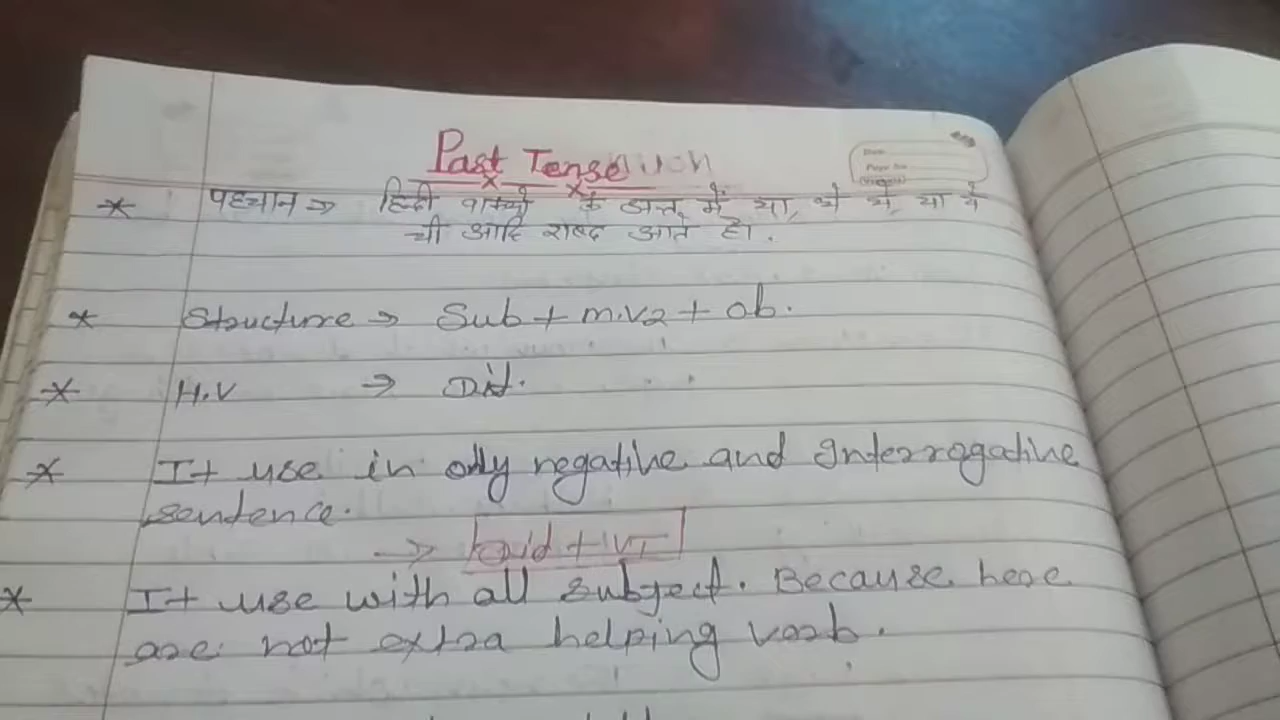 Past Tense
* पहचान ⇒ हिन्दी वाक्यो के अन्त में या, थे थे, या ये
थी आदि शब्द आते हो.
* Structure → Sub + m.v2 + ob.
* H.V → Did.
* It use in only negative and Interrogative
sentence.
→ Did + V1
* It use with all subject. Because here
are not extra helping verb.